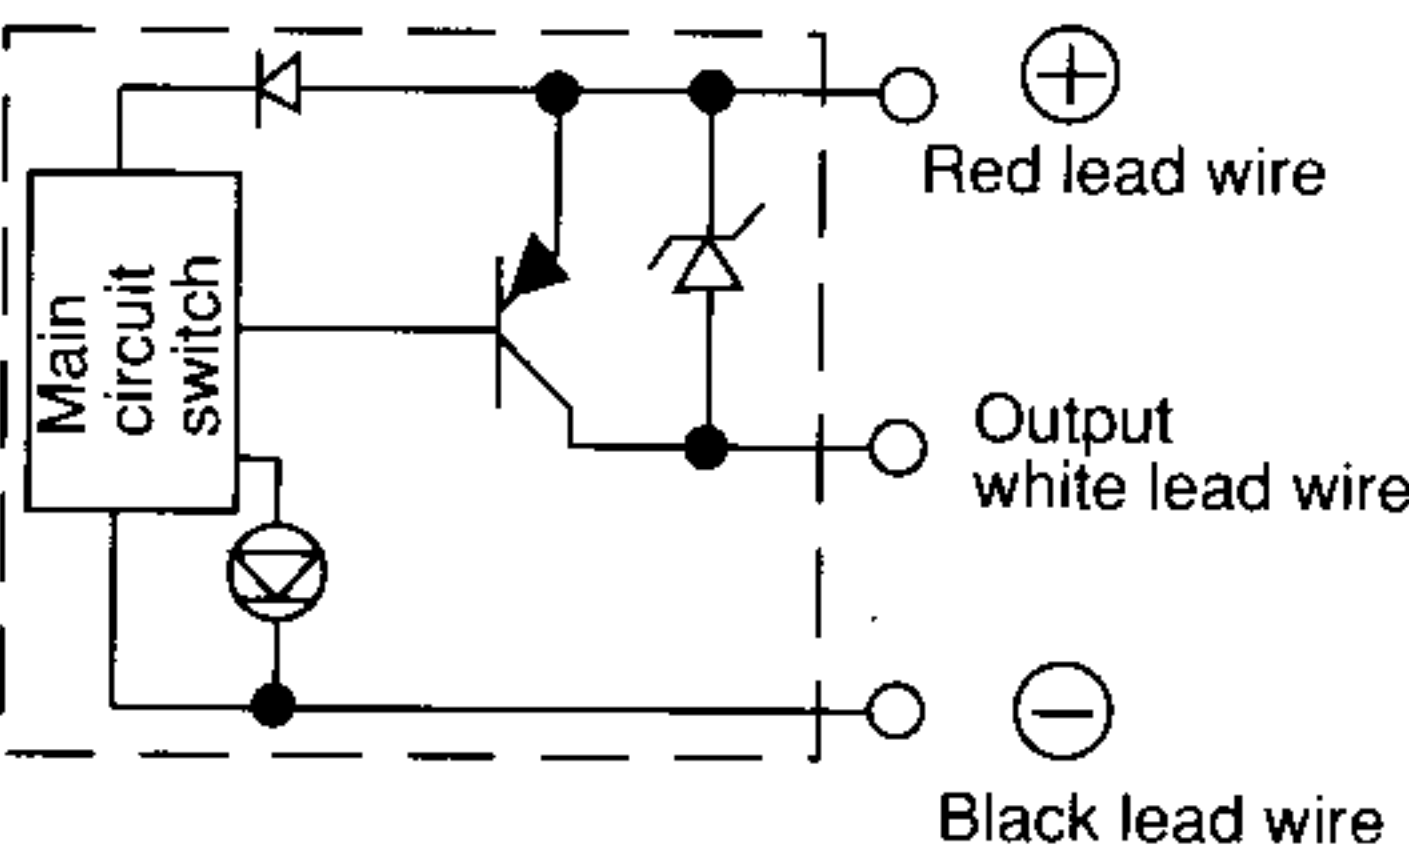 +
Red lead wire
Main
circuit
switch
Output
white lead wire
−
Black lead wire